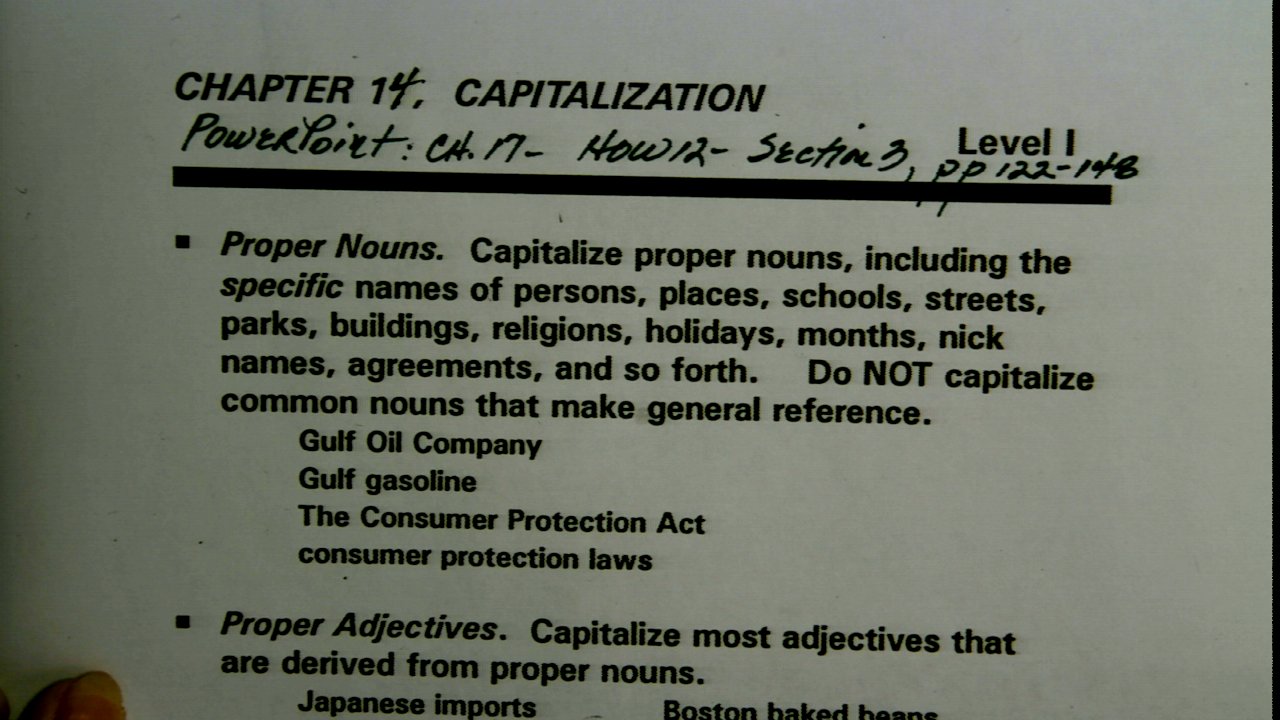 CHAPTER 14, CAPITALIZATION
PowerPoint: CH. 17- HOW12- Section 3, pp 122-148
Level I
▪ Proper Nouns. Capitalize proper nouns, including the
specific names of persons, places, schools, streets,
parks, buildings, religions, holidays, months, nick
names, agreements, and so forth. Do NOT capitalize
common nouns that make general reference.
Gulf Oil Company
Gulf gasoline
The Consumer Protection Act
consumer protection laws
▪ Proper Adjectives. Capitalize most adjectives that
are derived from proper nouns.
Japanese imports Boston baked beans